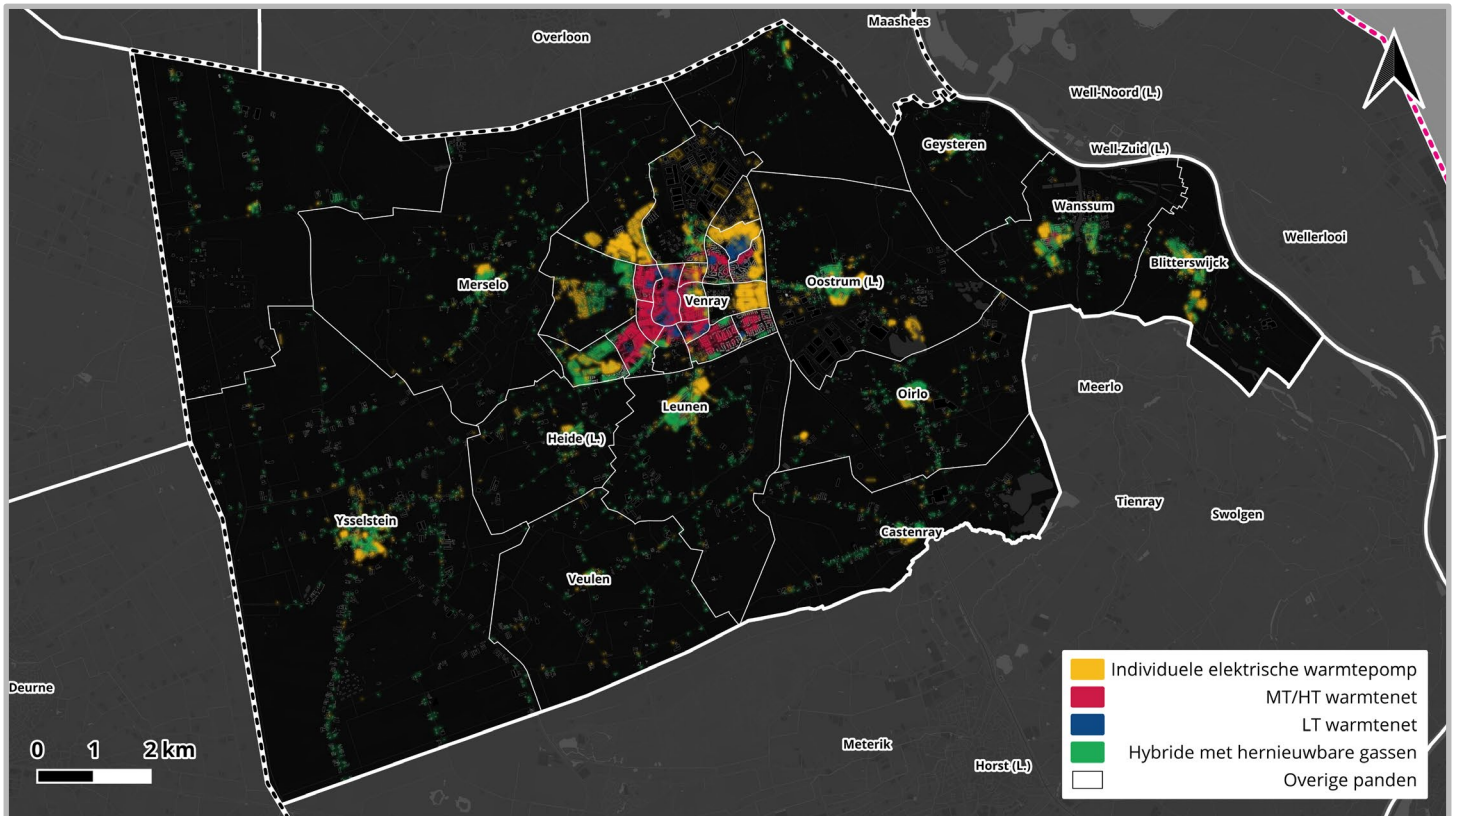 Maashees
Overloon
Well-Noord (L.)
Geysteren
Well-Zuid (L.)
Wanssum
Wellerlooi
Blitterswijck
Merselo
Oostrum (L.)
Venray
Meerlo
Oirlo
Leunen
Heide (L.)
Tienray
Swolgen
Ysselstein
Castenray
Veulen
Deurne
Meterik
Horst (L.)
0 1 2 km
Individuele elektrische warmtepomp
MT/HT warmtenet
LT warmtenet
Hybride met hernieuwbare gassen
Overige panden